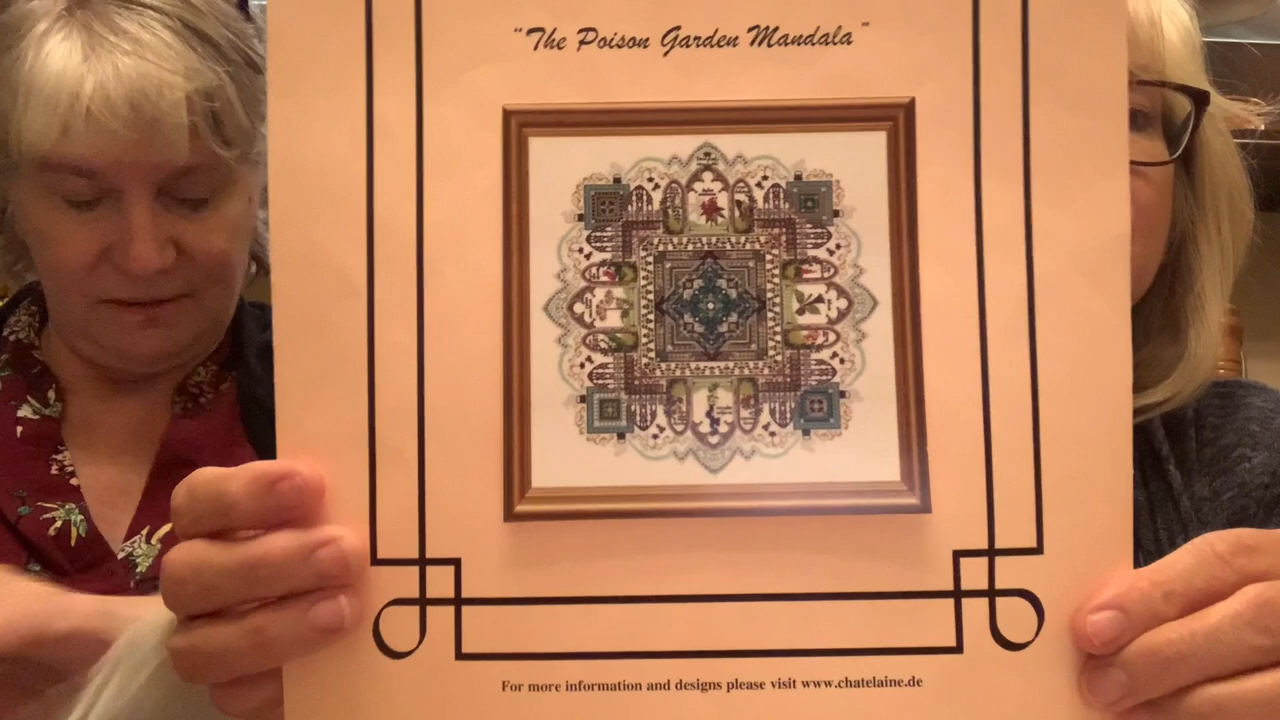 "The Poison Garden Mandala"
For more information and designs please visit www.chatelaine.de